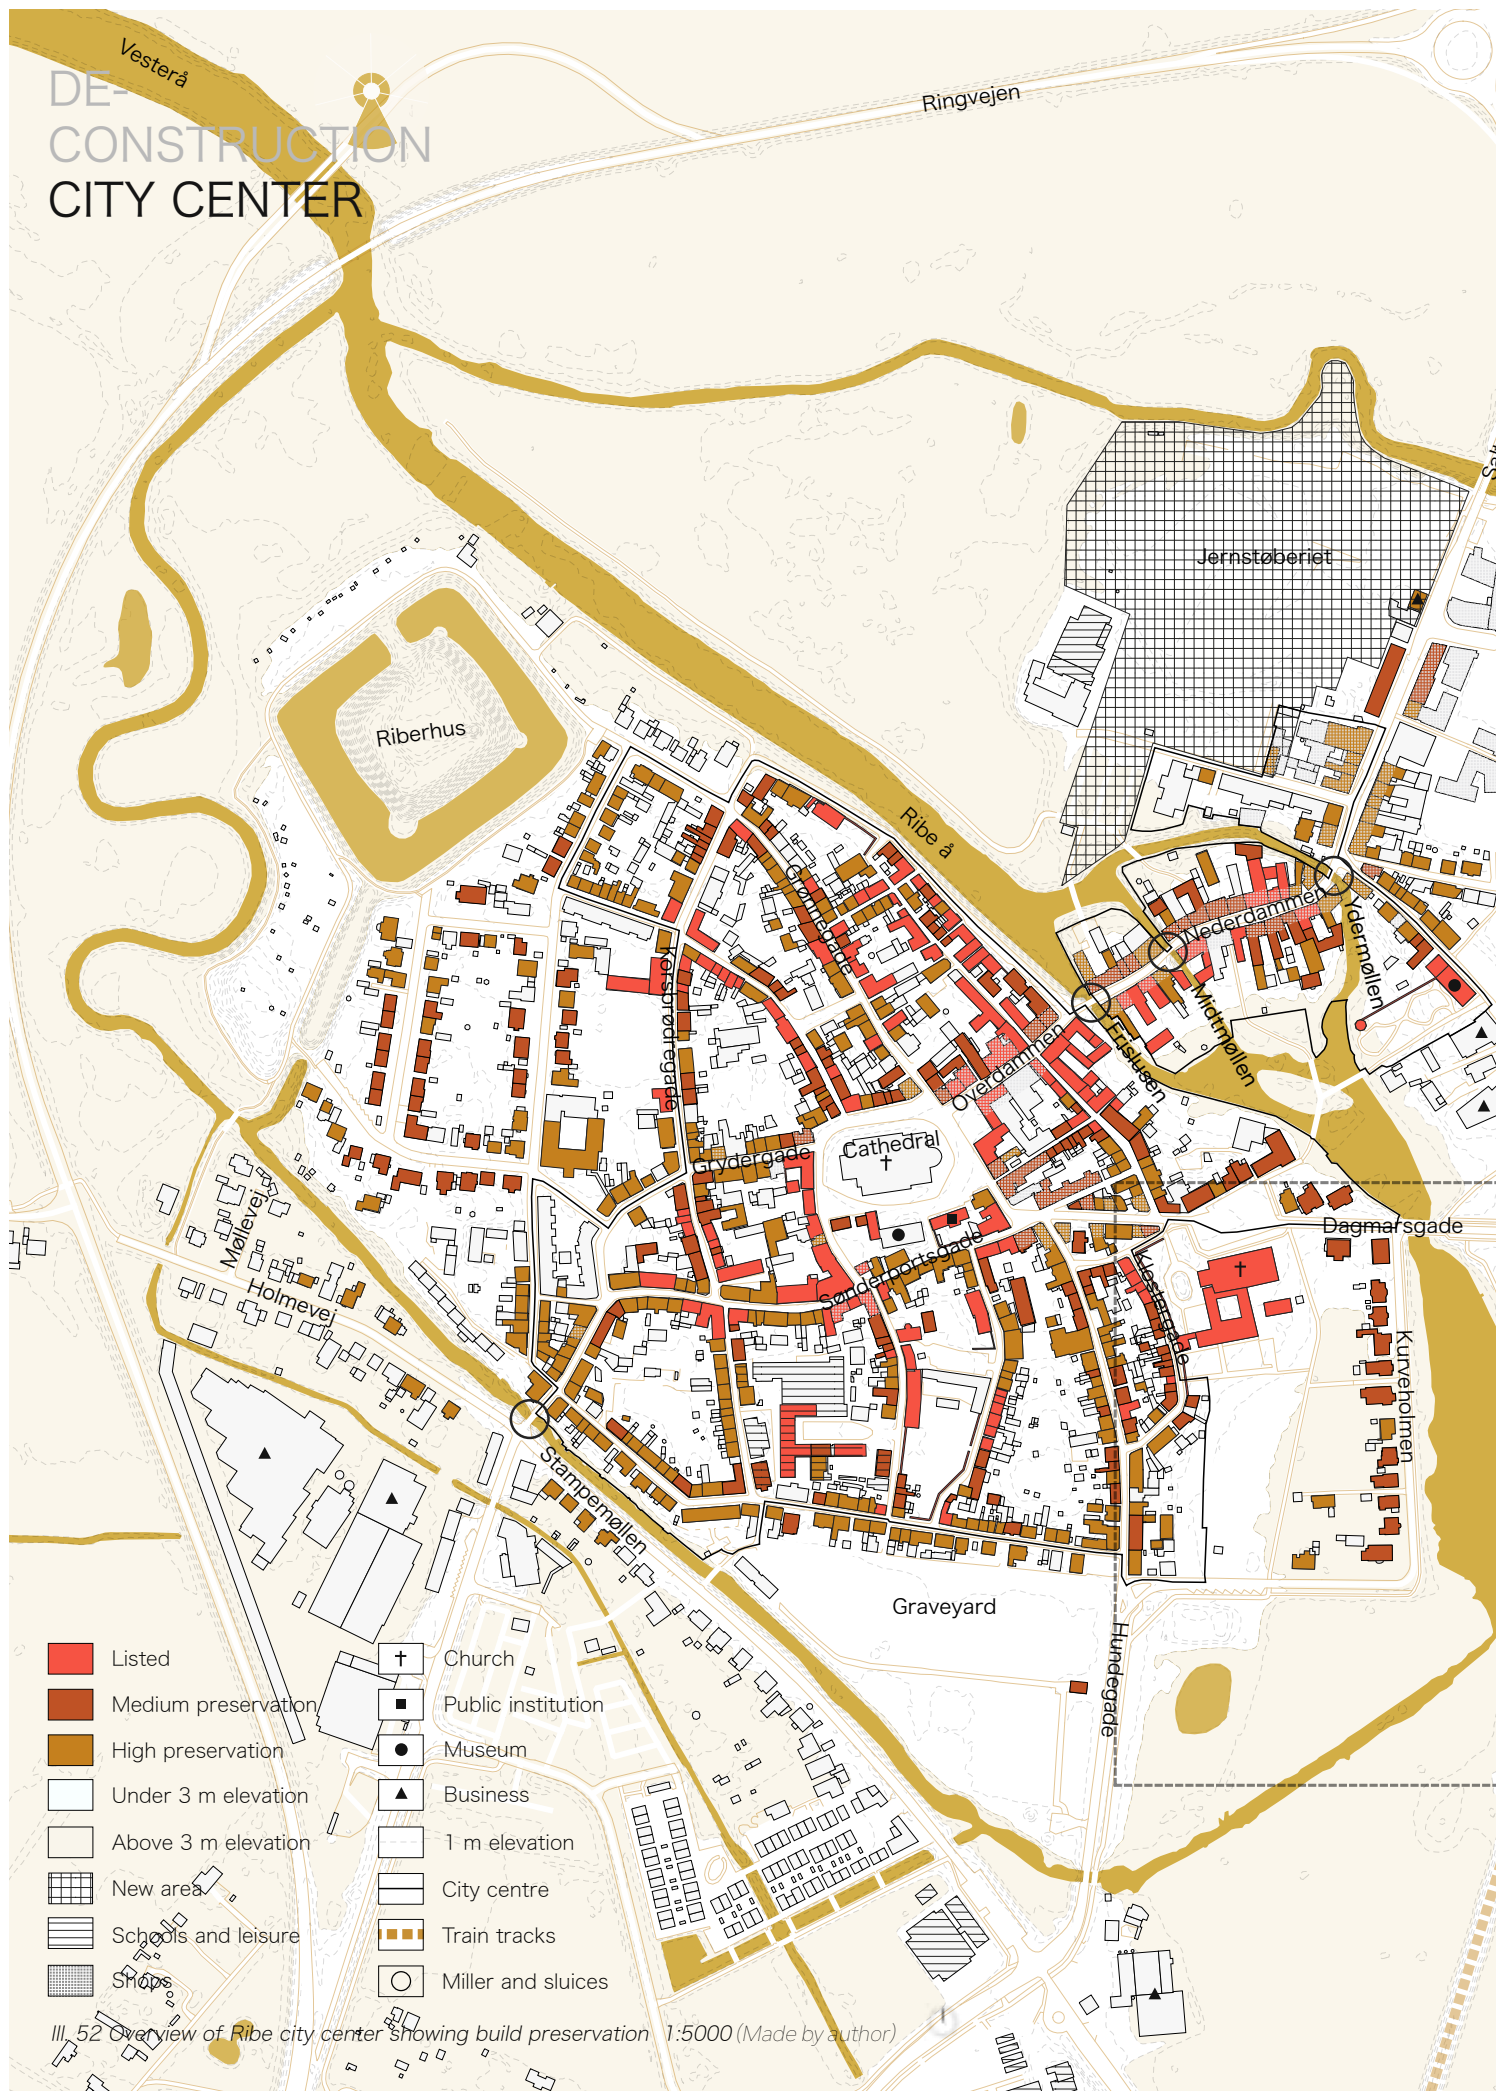 Vesterå
DE-
CONSTRUCTION
CITY CENTER
Ringvejen
Jernstøberiet
Riberhus
Ribe å
Grønnegade
Nederdammen
Ydermøllen
Korsbrødregade
Midtmøllen
Overdammen
Frislusen
Cathedral
Grydergade
Mølevej
Holmevej
Sønderportsgade
Dagmarsgade
Klostergade
Kurveholmen
Stampemøllen
Graveyard
Hundegade
Listed
Medium preservation
High preservation
Under 3 m elevation
Above 3 m elevation
New area
Schools and leisure
Shops
Church
Public institution
Museum
Business
1 m elevation
City centre
Train tracks
Miller and sluices
Ill. 52 Overview of Ribe city center showing build preservation 1:5000 (Made by author)